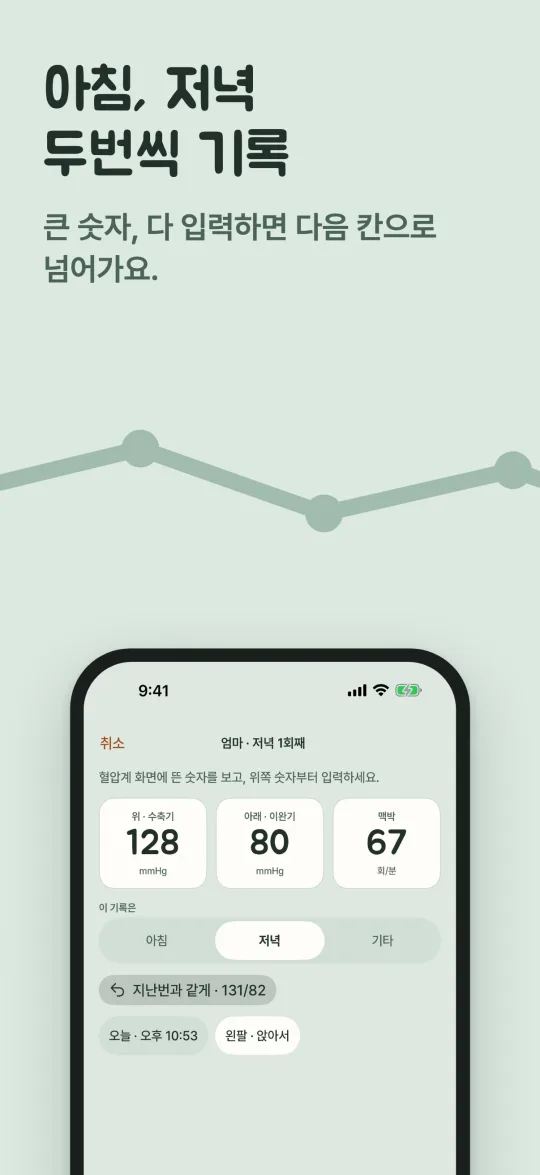 아침, 저녁
두번씩 기록
큰 숫자, 다 입력하면 다음 칸으로
넘어가요.
9:41
취소
엄마 · 저녁 1회째
혈압계 화면에 뜬 숫자를 보고, 위쪽 숫자부터 입력하세요.
위 · 수축기
128
mmHg
아래 · 이완기
80
mmHg
맥박
67
회/분
이 기록은
아침
저녁
기타
지난번과 같게 · 131/82
오늘 · 오후 10:53
왼팔 · 앉아서